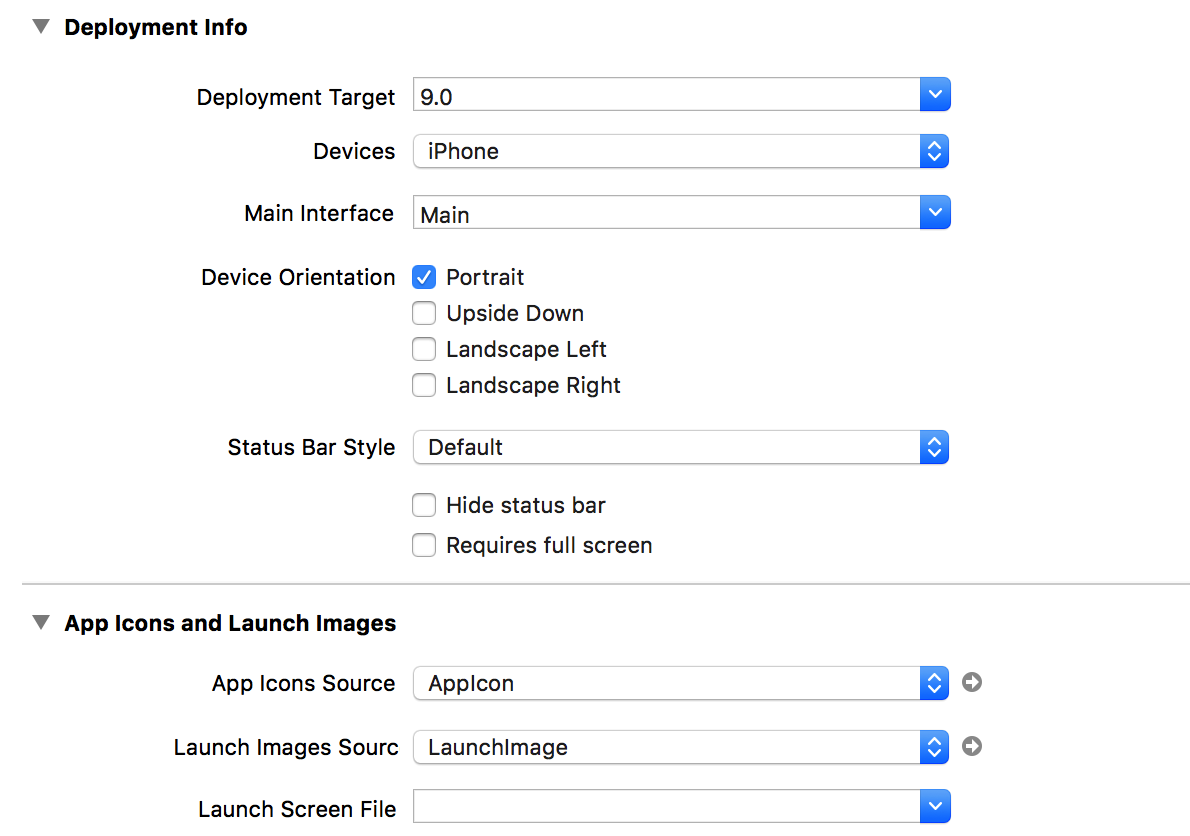 Deployment Info
Deployment Target 9.0
Devices iPhone
Main Interface Main
Device Orientation Portrait
Upside Down
Landscape Left
Landscape Right
Status Bar Style Default
Hide status bar
Requires full screen
App Icons and Launch Images
App Icons Source AppIcon
Launch Images Sourc LaunchImage
Launch Screen File